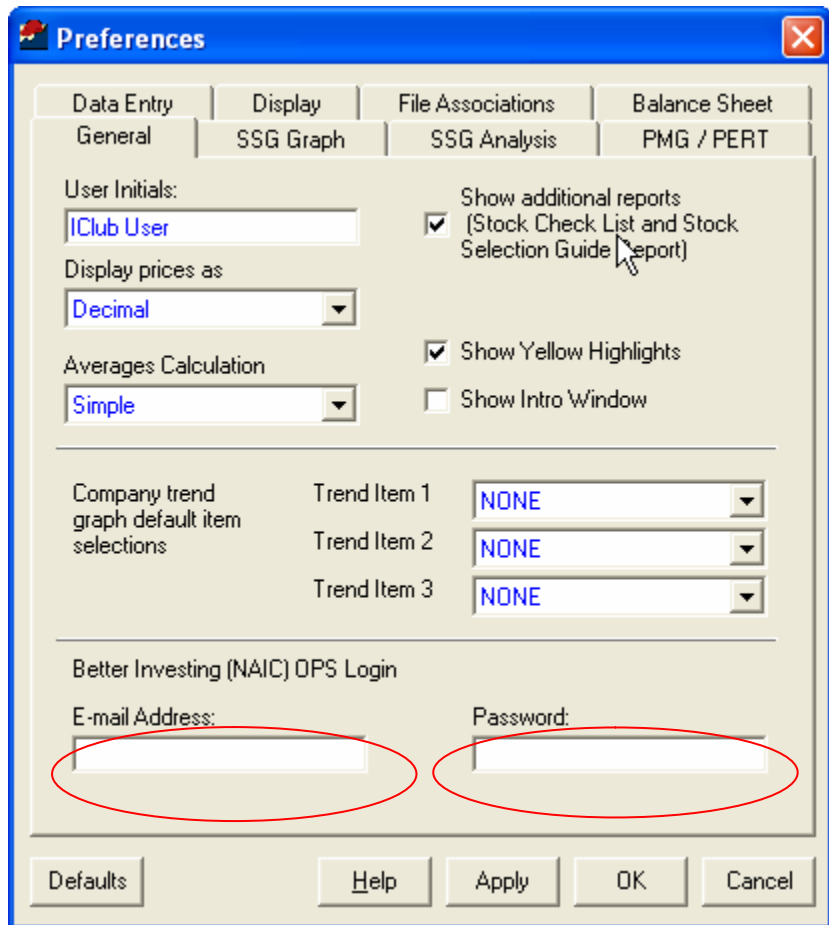 Preferences
Data Entry
Display
File Associations
Balance Sheet
General
SSG Graph
SSG Analysis
PMG / PERT
User Initials:
IClub User
Display prices as
Decimal
Averages Calculation
Simple
Show additional reports
(Stock Check List and Stock
Selection Guide Report)
Show Yellow Highlights
Show Intro Window
Company trend
graph default item
selections
Trend Item 1
NONE
Trend Item 2
NONE
Trend Item 3
NONE
Better Investing (NAIC) OPS Login
E-mail Address:
Password:
Defaults
Help
Apply
OK
Cancel